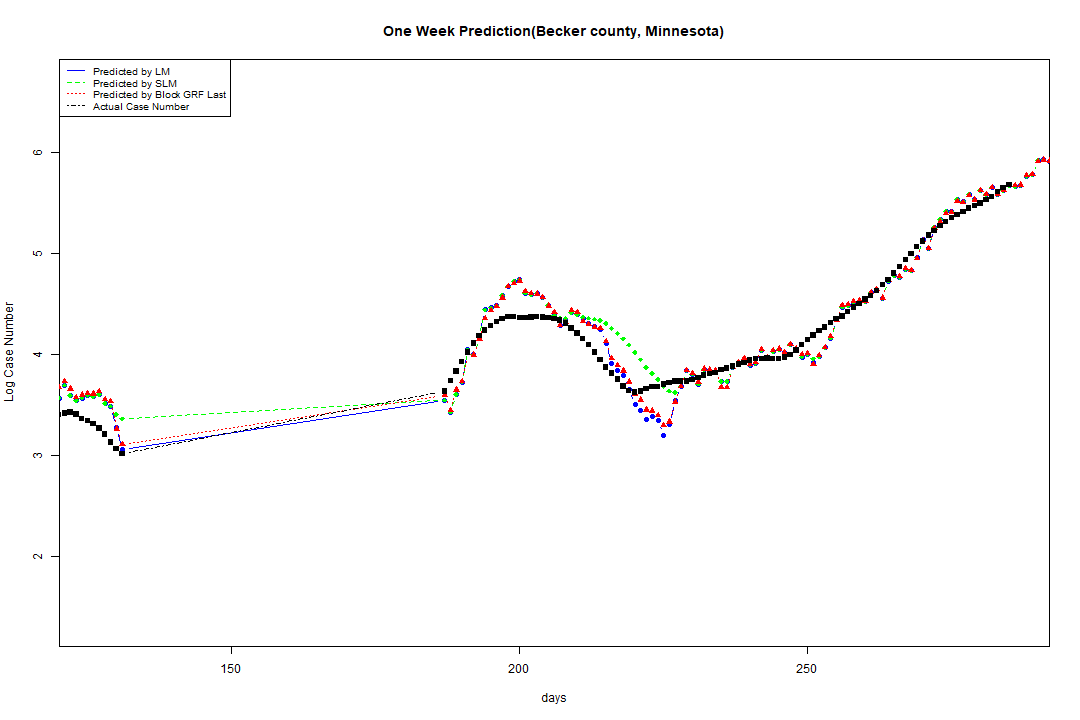 One Week Prediction(Becker county, Minnesota)
Predicted by LM
Predicted by SLM
Predicted by Block GRF Last
Actual Case Number
Log Case Number
6
5
4
3
2
150 200 250
days